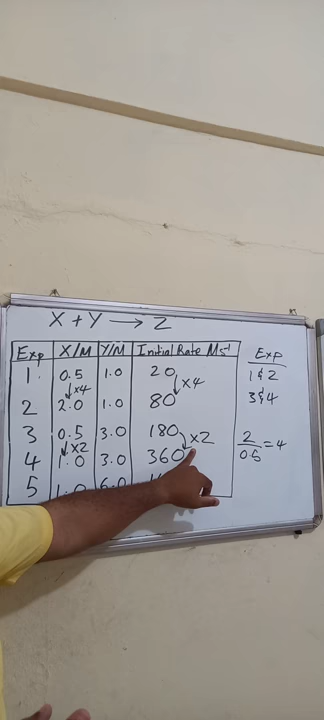 X + Y → Z
Exp X/M Y/M Initial Rate Ms⁻¹
1. 0.5 1.0 20
↓x4 x4
2 2.0 1.0 80
3 0.5 3.0 180
↓x2 x2
4 1.0 3.0 360
5 1.0 6.0
Exp
1 & 2
3 & 4
2/0.5 = 4